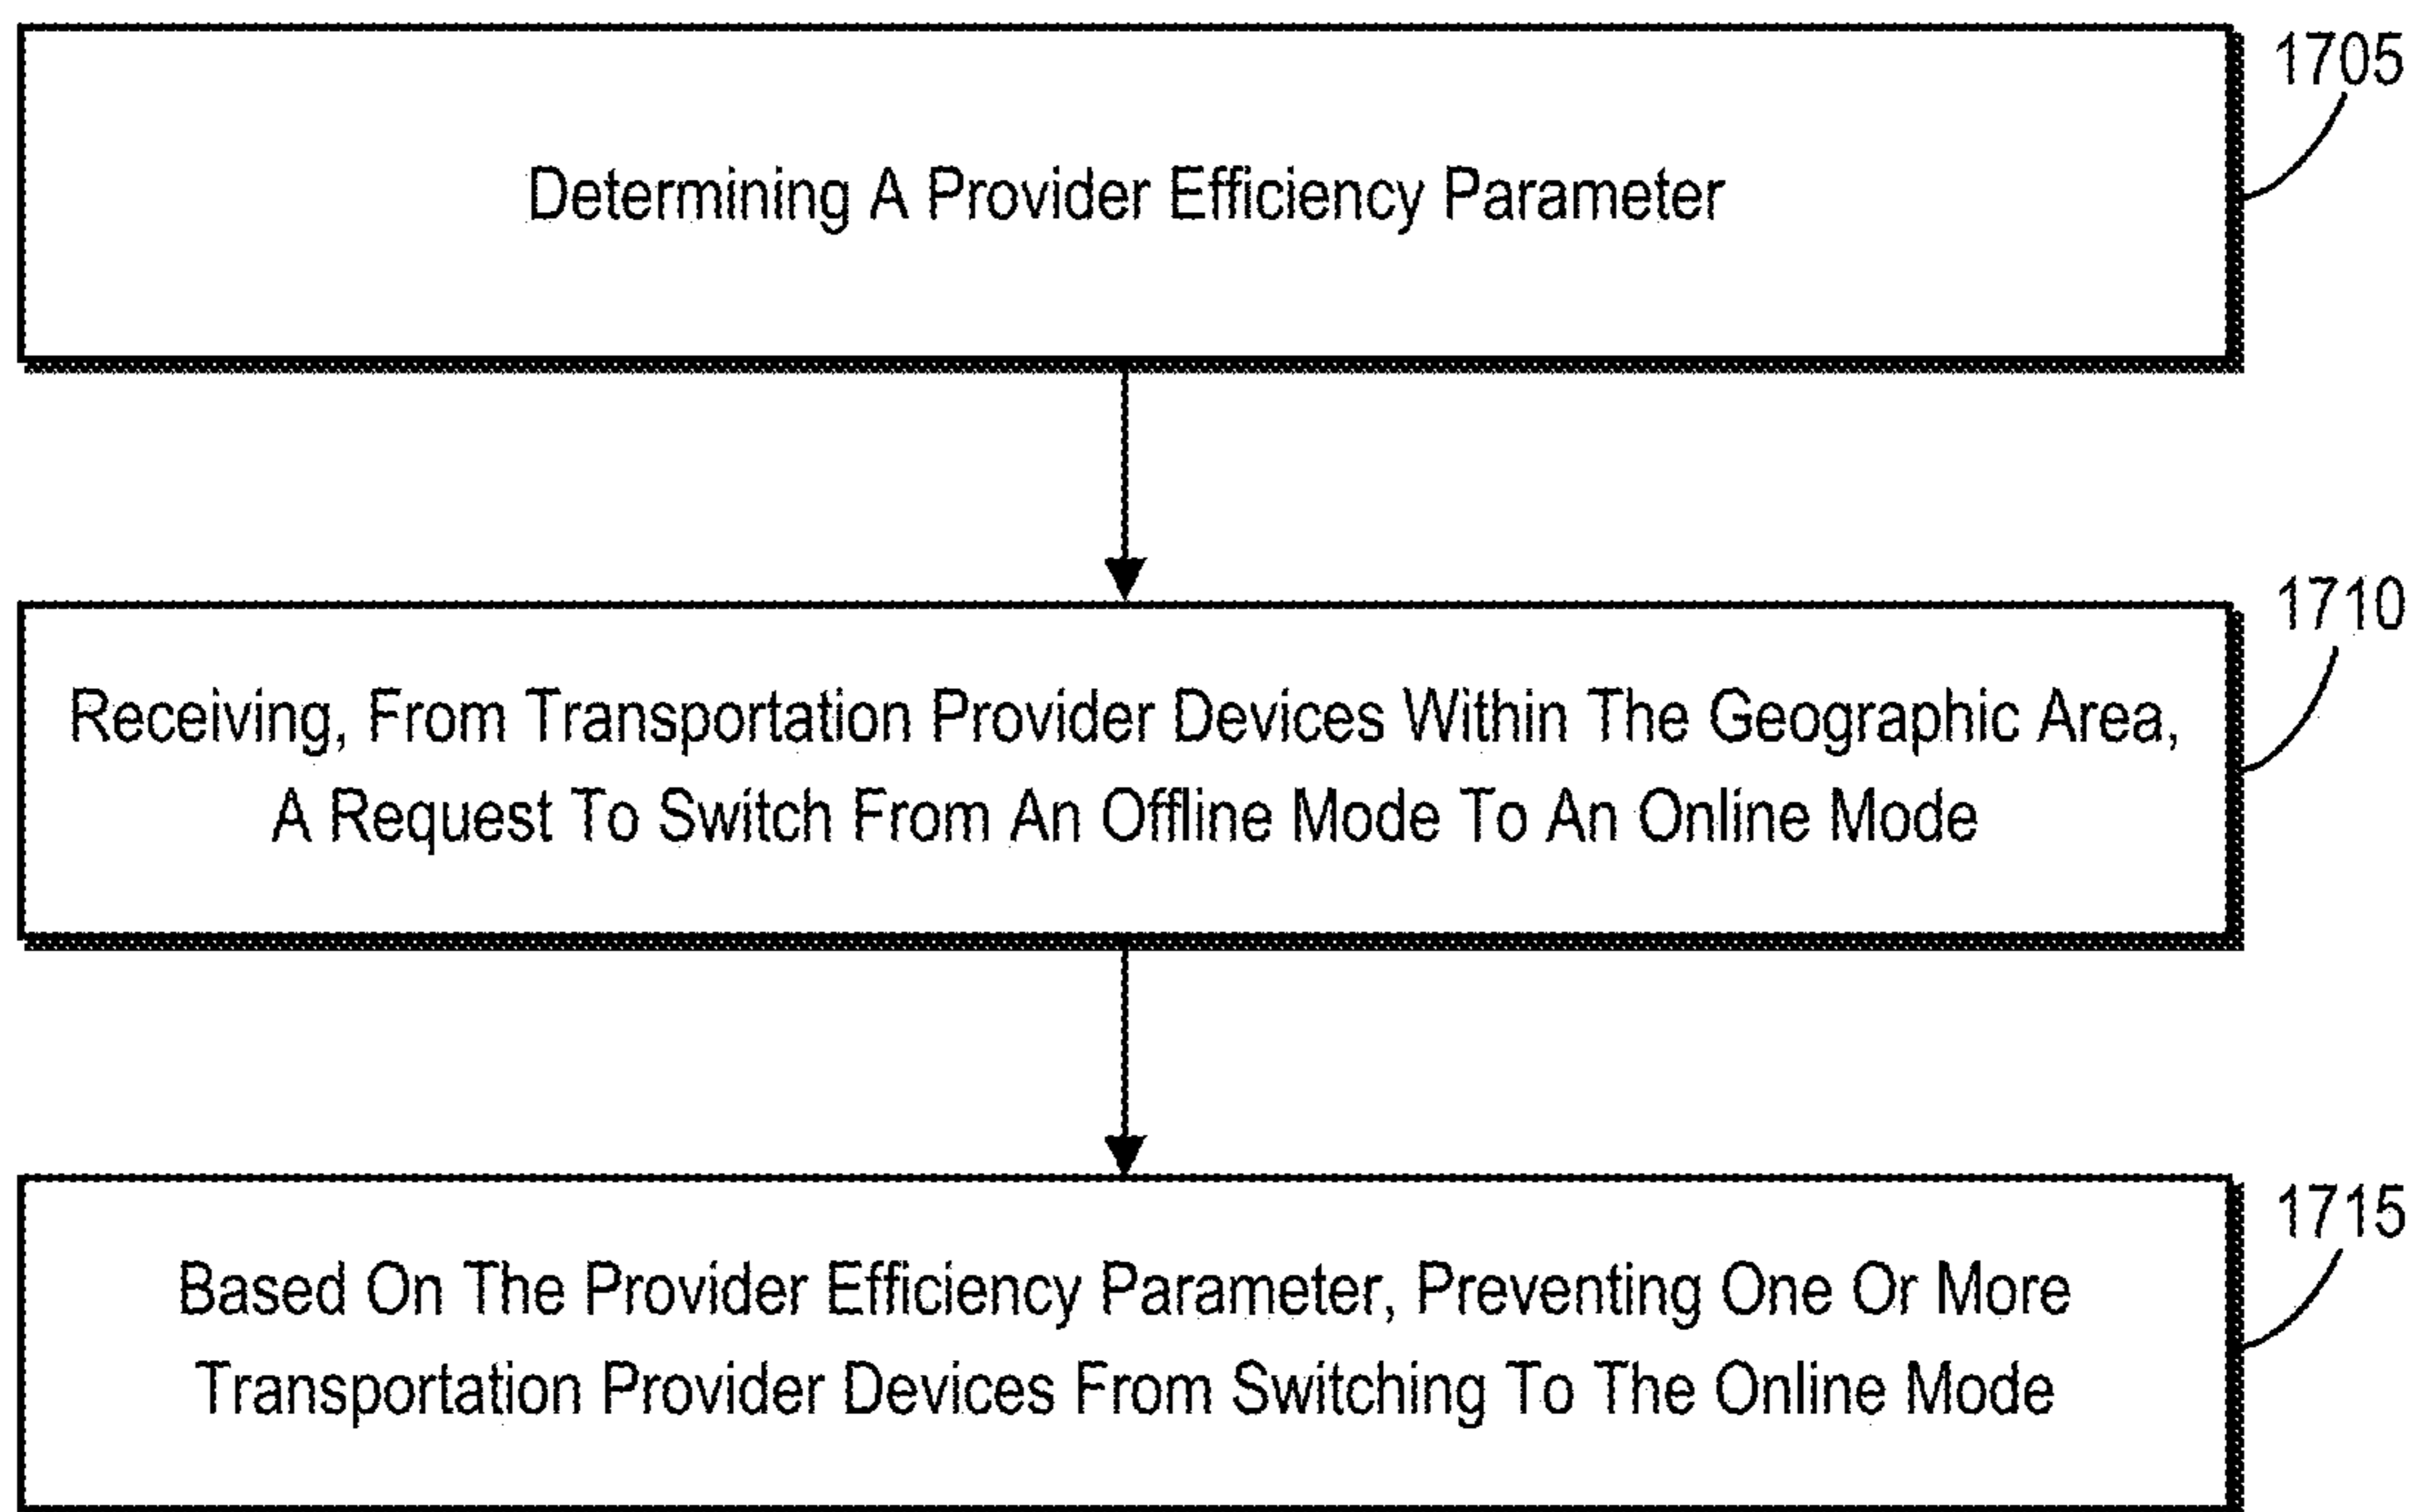 1705
Determining A Provider Efficiency Parameter
1710
Receiving, From Transportation Provider Devices Within The Geographic Area,
A Request To Switch From An Offline Mode To An Online Mode
1715
Based On The Provider Efficiency Parameter, Preventing One Or More
Transportation Provider Devices From Switching To The Online Mode